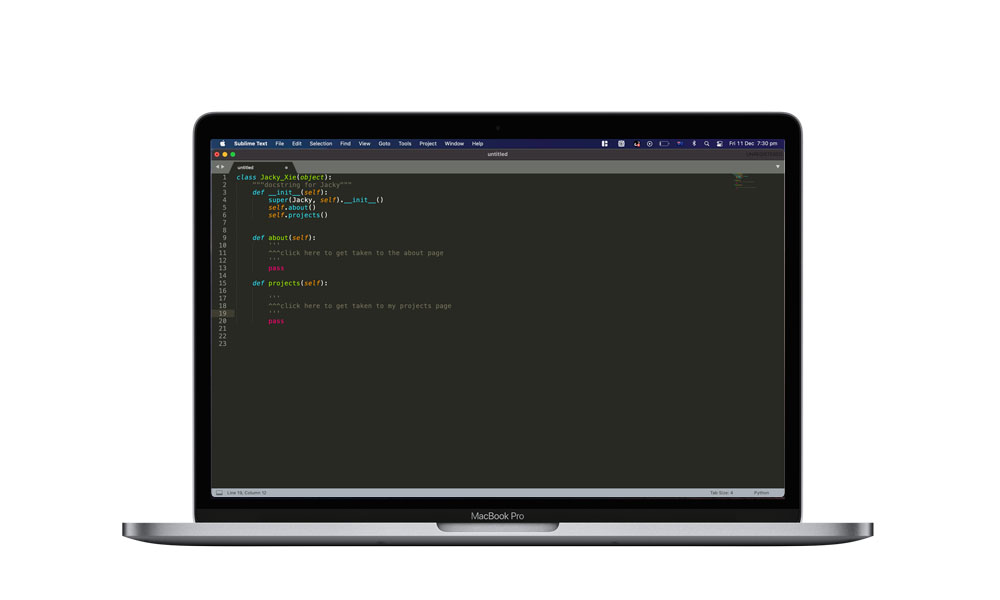 Sublime Text File Edit Selection Find View Goto Tools Project Window Help Fri 11 Dec 7:30 pm
untitled
untitled
1 class Jacky_Xie(object):
2 """docstring for Jacky"""
3 def __init__(self):
4 super(Jacky, self).__init__()
5 self.about()
6 self.projects()
7
8
9 def about(self):
10 '''
11 ^^^click here to get taken to the about page
12 '''
13 pass
14
15 def projects(self):
16
17 '''
18 ^^^click here to get taken to my projects page
19 '''
20 pass
21
22
23
Line 19, Column 12 Tab Size: 4 Python
MacBook Pro